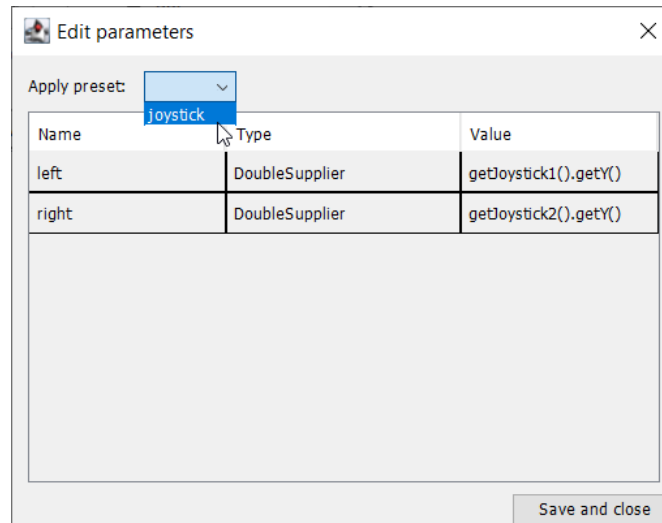 Edit parameters
Apply preset:
joystick
Name Type Value
left DoubleSupplier getJoystick1().getY()
right DoubleSupplier getJoystick2().getY()
Save and close